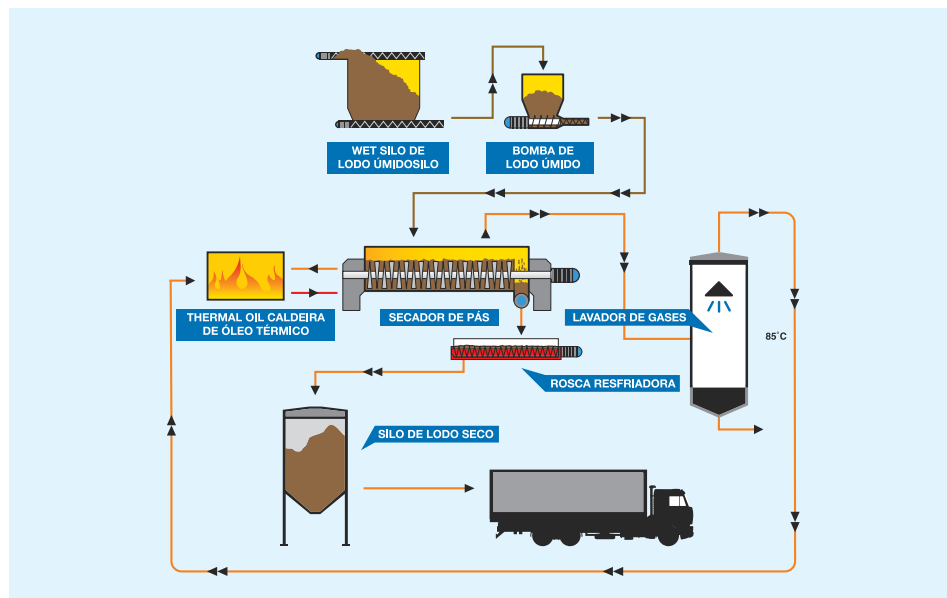 WET SILO DE
LODO ÚMIDOSILO
BOMBA DE
LODO ÚMIDO
THERMAL OIL CALDEIRA
DE ÓLEO TÉRMICO
SECADOR DE PÁS
LAVADOR DE GASES
85°C
ROSCA RESFRIADORA
SILO DE LODO SECO